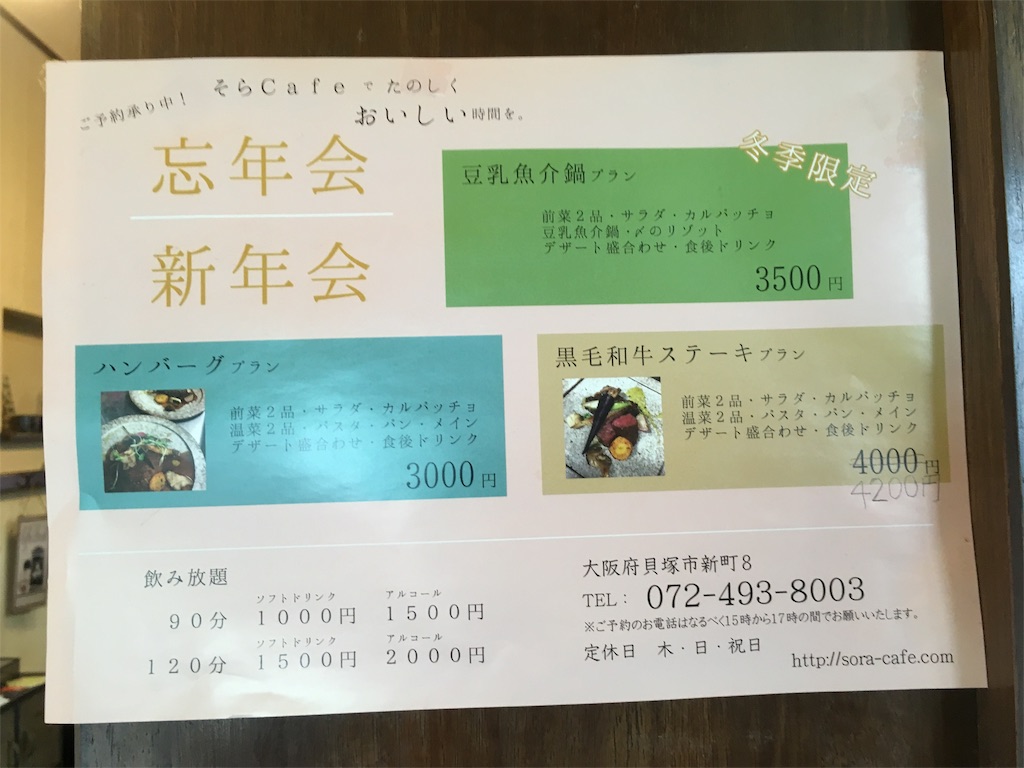 ご予約承り中！
そらCafeでたのしく
おいしい時間を。
忘年会
新年会
冬季限定
豆乳魚介鍋プラン
前菜２品・サラダ・カルパッチョ
豆乳魚介鍋・〆のリゾット
デザート盛合わせ・食後ドリンク
3500円
ハンバーグプラン
前菜２品・サラダ・カルパッチョ
温菜２品・パスタ・パン・メイン
デザート盛合わせ・食後ドリンク
3000円
黒毛和牛ステーキプラン
前菜２品・サラダ・カルパッチョ
温菜２品・パスタ・パン・メイン
デザート盛合わせ・食後ドリンク
4000円
4200円
飲み放題
ソフトドリンク アルコール
９０分 １０００円 １５００円
ソフトドリンク アルコール
１２０分 １５００円 ２０００円
大阪府貝塚市新町８
TEL： 072-493-8003
※ご予約のお電話はなるべく15時から17時の間でお願いいたします。
定休日 木・日・祝日
http://sora-cafe.com